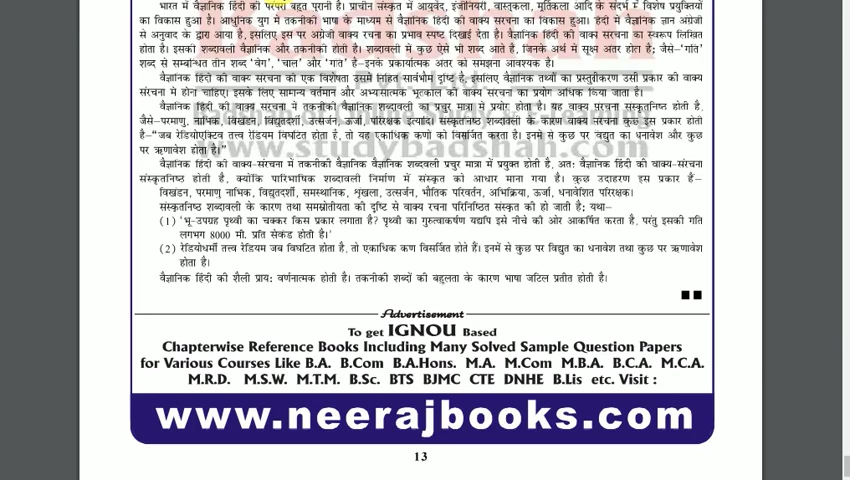 भारत में वैज्ञानिक हिंदी की परंपरा बहुत पुरानी है। प्राचीन संस्कृत में आयुर्वेद, इंजीनियरी, वास्तुकला, मूर्तिकला आदि के संदर्भ में विशेष प्रयुक्तियों
का विकास हुआ है। आधुनिक युग में तकनीकी भाषा के माध्यम से वैज्ञानिक हिंदी की वाक्य संरचना का विकास हुआ। हिंदी में वैज्ञानिक ज्ञान अंग्रेजी
से अनुवाद के द्वारा आया है, इसलिए इस पर अंग्रेजी वाक्य रचना का प्रभाव स्पष्ट दिखाई देता है। वैज्ञानिक हिंदी की वाक्य संरचना का स्वरूप लिखित
होता है। इसकी शब्दावली वैज्ञानिक और तकनीकी होती है। शब्दावली में कुछ ऐसे भी शब्द आते हैं, जिनके अर्थ में सूक्ष्म अंतर होता है; जैसे–'गति'
शब्द से सम्बन्धित तीन शब्द 'वेग', 'चाल' और 'गति' है–इनके प्रकार्यात्मक अंतर को समझना आवश्यक है।
वैज्ञानिक हिंदी की वाक्य संरचना की एक विशेषता उसमें निहित सार्वभौम दृष्टि है, इसलिए वैज्ञानिक तथ्यों का प्रस्तुतीकरण उसी प्रकार की वाक्य
संरचना में होना चाहिए। इसके लिए सामान्य वर्तमान और अभ्यासात्मक भूतकाल की वाक्य संरचना का प्रयोग अधिक किया जाता है।
वैज्ञानिक हिंदी की वाक्य संरचना में तकनीकी वैज्ञानिक शब्दावली का प्रचुर मात्रा में प्रयोग होता है। यह वाक्य संरचना संस्कृतनिष्ठ होती है,
जैसे–परमाणु, नाभिक, विखंडित, विद्युतदर्शी, उत्सर्जन, ऊर्जा, परिरक्षक इत्यादि। संस्कृतनिष्ठ शब्दावली के कारण वाक्य संरचना कुछ इस प्रकार होती
है–"जब रेडियोएक्टिव तत्त्व रेडियम विघटित होता है, तो यह एकाधिक कणों को विसर्जित करता है। इनमें से कुछ पर विद्युत का धनावेश और कुछ
पर ऋणावेश होता है।"
वैज्ञानिक हिंदी की वाक्य-संरचना में तकनीकी वैज्ञानिक वैज्ञानिक शब्दवली प्रचुर मात्रा में प्रयुक्त होती है, अतः वैज्ञानिक हिंदी की वाक्य-संरचना
संस्कृतनिष्ठ होती है, क्योंकि पारिभाषिक शब्दावली निर्माण में संस्कृत को आधार माना गया है। कुछ उदाहरण इस प्रकार है–
विखंडन, परमाणु नाभिक, विद्युतदर्शी, समस्थानिक, शृंखला, उत्सर्जन, भौतिक परिवर्तन, अभिक्रिया, ऊर्जा, धनावेशित परिरक्षक।
संस्कृतनिष्ठ शब्दावली के कारण तथा समस्रोतीयता की दृष्टि से वाक्य रचना परिनिष्ठित संस्कृत की हो जाती है; यथा–
(1) 'भू-उपग्रह पृथ्वी का चक्कर किस प्रकार लगाता है? पृथ्वी का गुरुत्वाकर्षण यद्यपि इसे नीचे की ओर आकर्षित करता है, परंतु इसकी गति
लगभग 8000 मी. प्रति सेकंड होती है।'
(2) रेडियोधर्मी तत्त्व रेडियम जब विघटित होता है, तो एकाधिक कण विसर्जित होते हैं। इनमें से कुछ पर विद्युत का धनावेश तथा कुछ पर ऋणावेश
होता है।
वैज्ञानिक हिंदी की शैली प्रायः वर्णनात्मक होती है। तकनीकी शब्दों की बहुलता के कारण भाषा जटिल प्रतीत होती है।
www.studybadshah.com
Advertisement
To get IGNOU Based
Chapterwise Reference Books Including Many Solved Sample Question Papers
for Various Courses Like B.A. B.Com B.A.Hons. M.A. M.Com M.B.A. B.C.A. M.C.A.
M.R.D. M.S.W. M.T.M. B.Sc. BTS BJMC CTE DNHE B.Lis etc. Visit :
www.neerajbooks.com
13